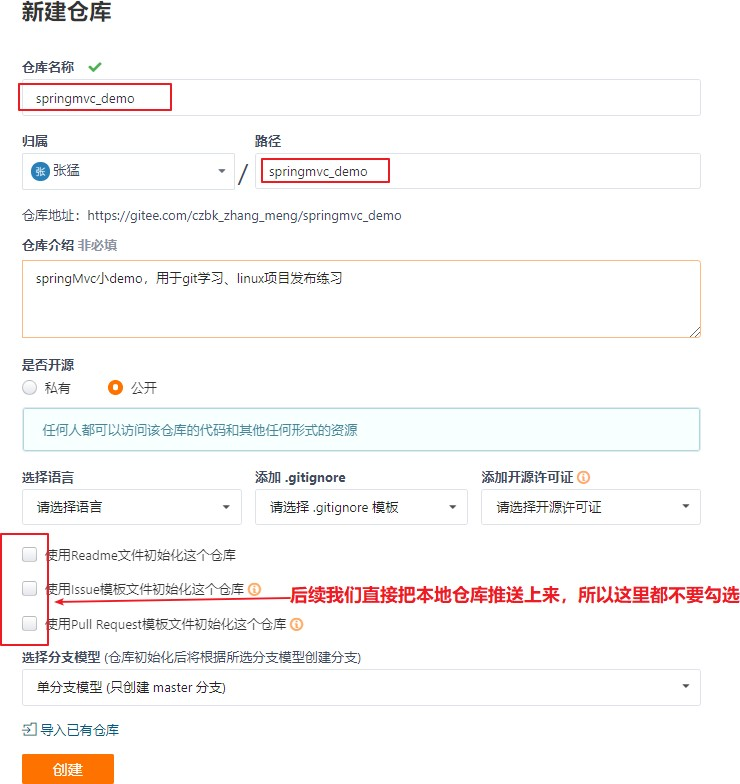 新建仓库
仓库名称
springmvc_demo
归属 路径
张 张猛 / springmvc_demo
仓库地址：https://gitee.com/czbk_zhang_meng/springmvc_demo
仓库介绍 非必填
springMvc小demo，用于git学习、linux项目发布练习
是否开源
私有 公开
任何人都可以访问该仓库的代码和其他任何形式的资源
选择语言 添加 .gitignore 添加开源许可证
请选择语言 请选择 .gitignore 模板 请选择开源许可证
使用Readme文件初始化这个仓库
使用Issue模板文件初始化这个仓库 后续我们直接把本地仓库推送上来，所以这里都不要勾选
使用Pull Request模板文件初始化这个仓库
选择分支模型 (仓库初始化后将根据所选分支模型创建分支)
单分支模型 (只创建 master 分支)
导入已有仓库
创建